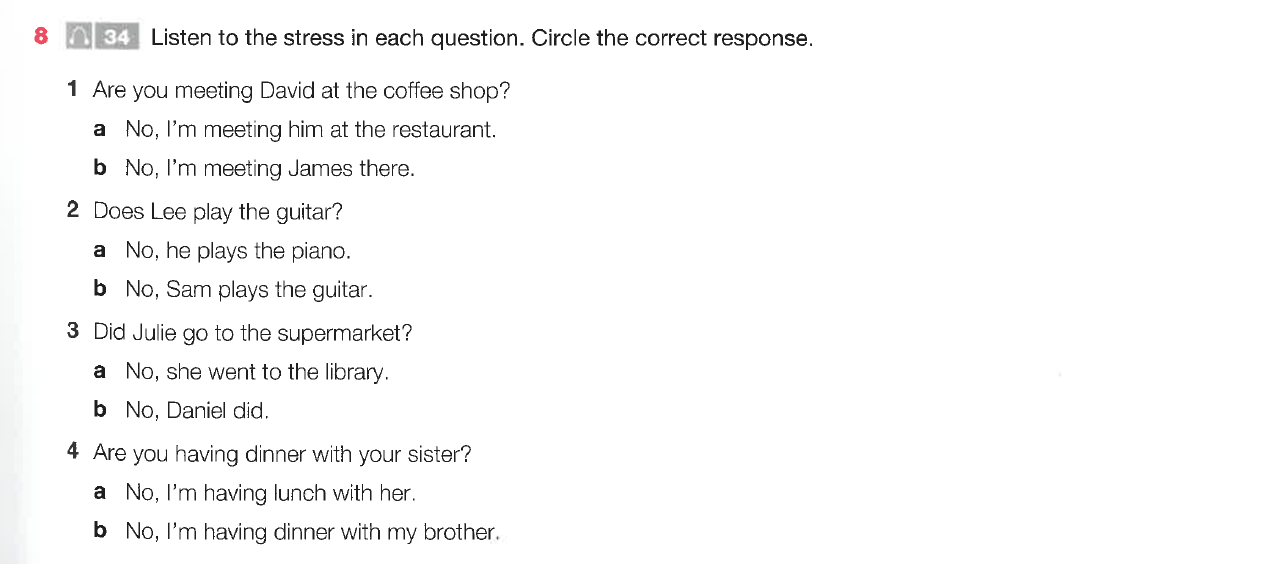 8 34 Listen to the stress in each question. Circle the correct response.
1 Are you meeting David at the coffee shop?
a No, I'm meeting him at the restaurant.
b No, I'm meeting James there.
2 Does Lee play the guitar?
a No, he plays the piano.
b No, Sam plays the guitar.
3 Did Julie go to the supermarket?
a No, she went to the library.
b No, Daniel did.
4 Are you having dinner with your sister?
a No, I'm having lunch with her.
b No, I'm having dinner with my brother.